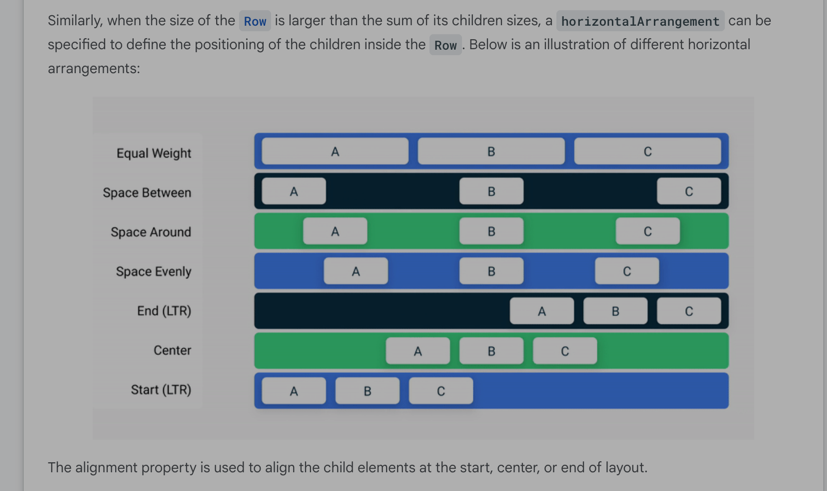 Similarly, when the size of the Row is larger than the sum of its children sizes, a horizontalArrangement can be
specified to define the positioning of the children inside the Row. Below is an illustration of different horizontal
arrangements:
Equal Weight A B C
Space Between A B C
Space Around A B C
Space Evenly A B C
End (LTR) A B C
Center A B C
Start (LTR) A B C
The alignment property is used to align the child elements at the start, center, or end of layout.